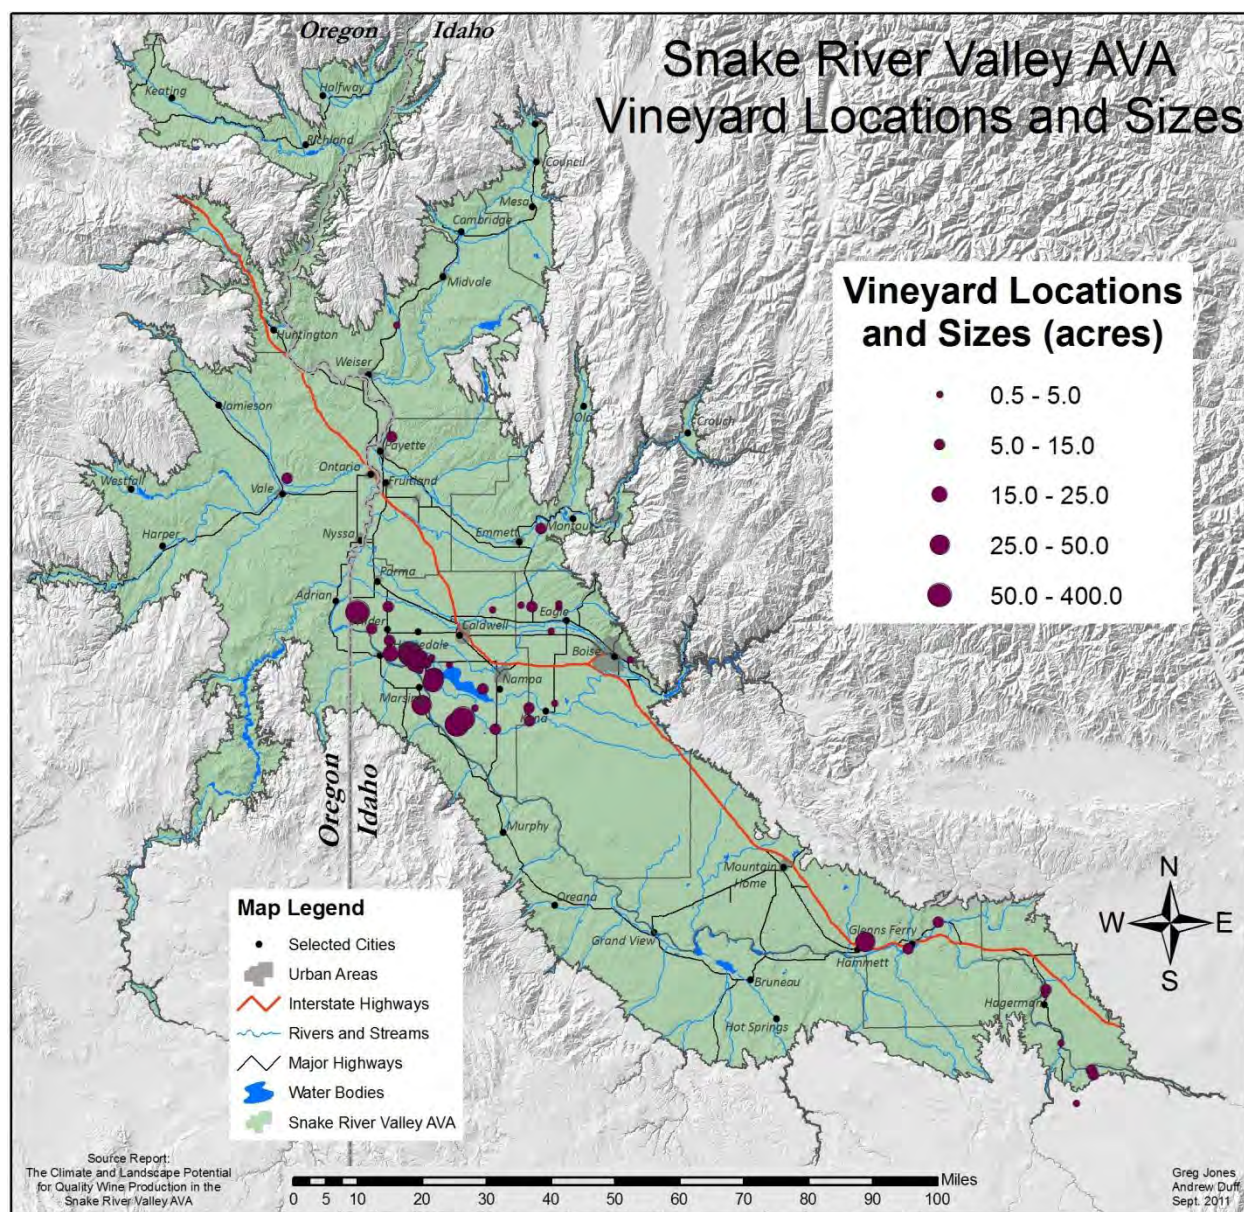 Oregon
Idaho
Snake River Valley AVA
Vineyard Locations and Sizes
Keating
Halfway
Richland
Council
Mesa
Cambridge
Midvale
Huntington
Weiser
Jamieson
Ola
Crouch
Payette
Ontario
Fruitland
Westfall
Vale
Harper
Nyssa
Emmett
Montour
Parma
Adrian
Eagle
Caldwell
Boise
Nampa
Oregon
Idaho
Murphy
Mountain
Home
Oreana
Grand View
Glenns Ferry
Hammett
Bruneau
Hagerman
Hot Springs
Vineyard Locations
and Sizes (acres)
0.5 - 5.0
5.0 - 15.0
15.0 - 25.0
25.0 - 50.0
50.0 - 400.0
N
W
E
S
Map Legend
Selected Cities
Urban Areas
Interstate Highways
Rivers and Streams
Major Highways
Water Bodies
Snake River Valley AVA
Source Report:
The Climate and Landscape Potential
for Quality Wine Production in the
Snake River Valley AVA
0 5 10 20 30 40 50 60 70 80 90 100
Miles
Greg Jones
Andrew Duff
Sept. 2011